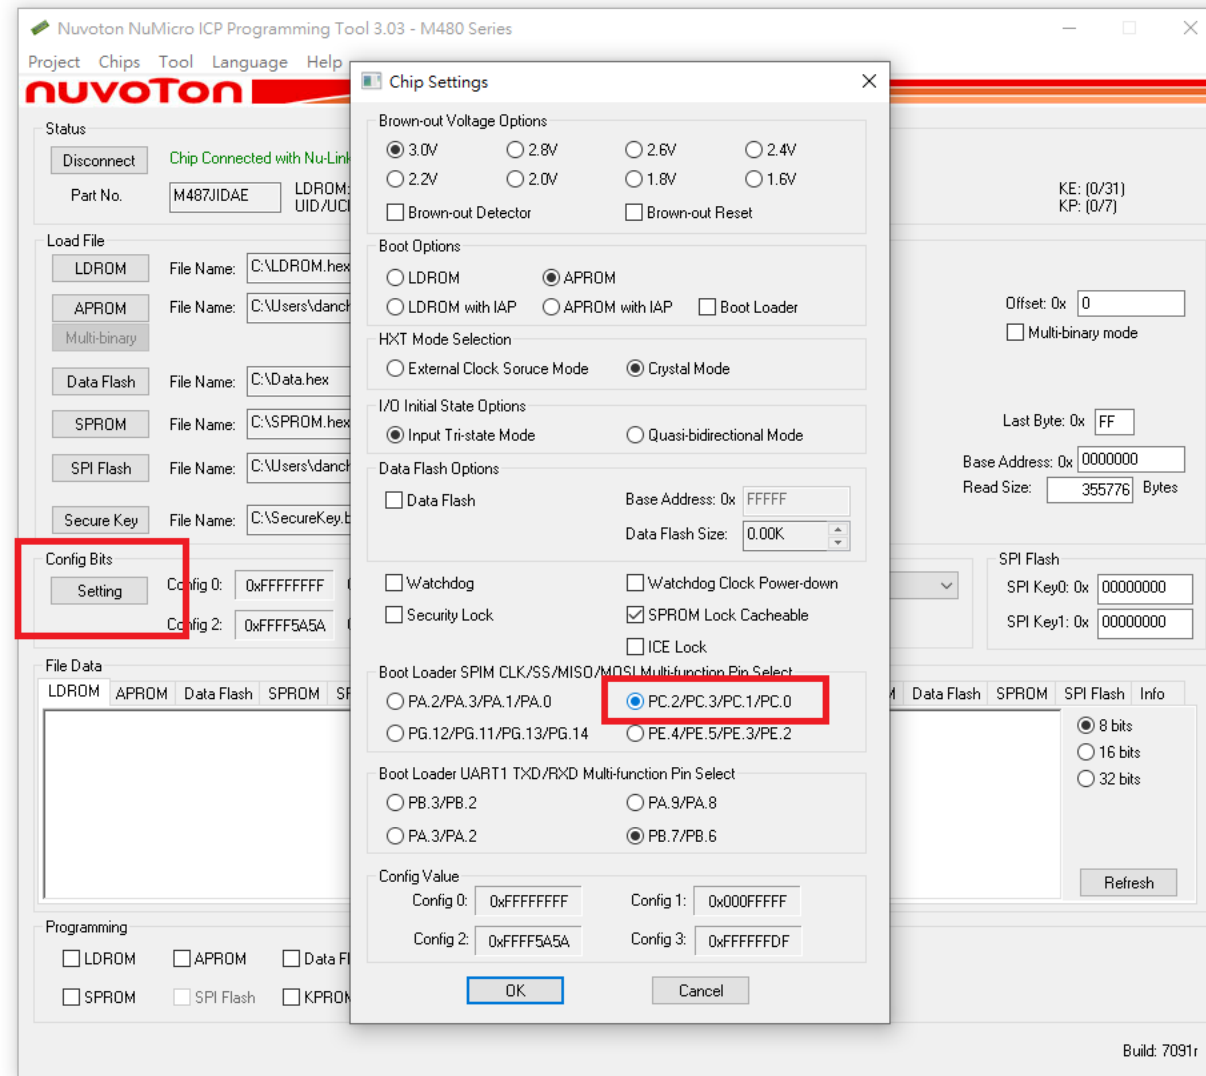 Nuvoton NuMicro ICP Programming Tool 3.03 - M480 Series
Project Chips Tool Language Help
nuvoTon
Status
Disconnect Chip Connected with Nu-Link
Part No. M487JIDAE LDROM:
UID/UCI
KE: (0/31)
KP: (0/7)
Load File
LDROM File Name: C:\LDROM.hex
APROM File Name: C:\Users\danch
Offset: 0x 0
Multi-binary
Multi-binary mode
Data Flash File Name: C:\Data.hex
SPROM File Name: C:\SPROM.hex
Last Byte: 0x FF
SPI Flash File Name: C:\Users\danch
Base Address: 0x 0000000
Read Size: 355776 Bytes
Secure Key File Name: C:\SecureKey.b
Config Bits
Setting Config 0: 0xFFFFFFFF
Config 2: 0xFFFF5A5A
SPI Flash
SPI Key0: 0x 00000000
SPI Key1: 0x 00000000
File Data
LDROM APROM Data Flash SPROM
Data Flash SPROM SPI Flash Info
8 bits
16 bits
32 bits
Refresh
Programming
LDROM APROM Data Fl
SPROM SPI Flash KPROM
Build: 7091r
Chip Settings
Brown-out Voltage Options
3.0V 2.8V 2.6V 2.4V
2.2V 2.0V 1.8V 1.6V
Brown-out Detector Brown-out Reset
Boot Options
LDROM APROM
LDROM with IAP APROM with IAP Boot Loader
HXT Mode Selection
External Clock Soruce Mode Crystal Mode
I/O Initial State Options
Input Tri-state Mode Quasi-bidirectional Mode
Data Flash Options
Data Flash Base Address: 0x FFFFF
Data Flash Size: 0.00K
Watchdog Watchdog Clock Power-down
Security Lock SPROM Lock Cacheable
ICE Lock
Boot Loader SPIM CLK/SS/MISO/MOSI Multi-function Pin Select
PA.2/PA.3/PA.1/PA.0 PC.2/PC.3/PC.1/PC.0
PG.12/PG.11/PG.13/PG.14 PE.4/PE.5/PE.3/PE.2
Boot Loader UART1 TXD/RXD Multi-function Pin Select
PB.3/PB.2 PA.9/PA.8
PA.3/PA.2 PB.7/PB.6
Config Value
Config 0: 0xFFFFFFFF Config 1: 0x000FFFFF
Config 2: 0xFFFF5A5A Config 3: 0xFFFFFFDF
OK Cancel